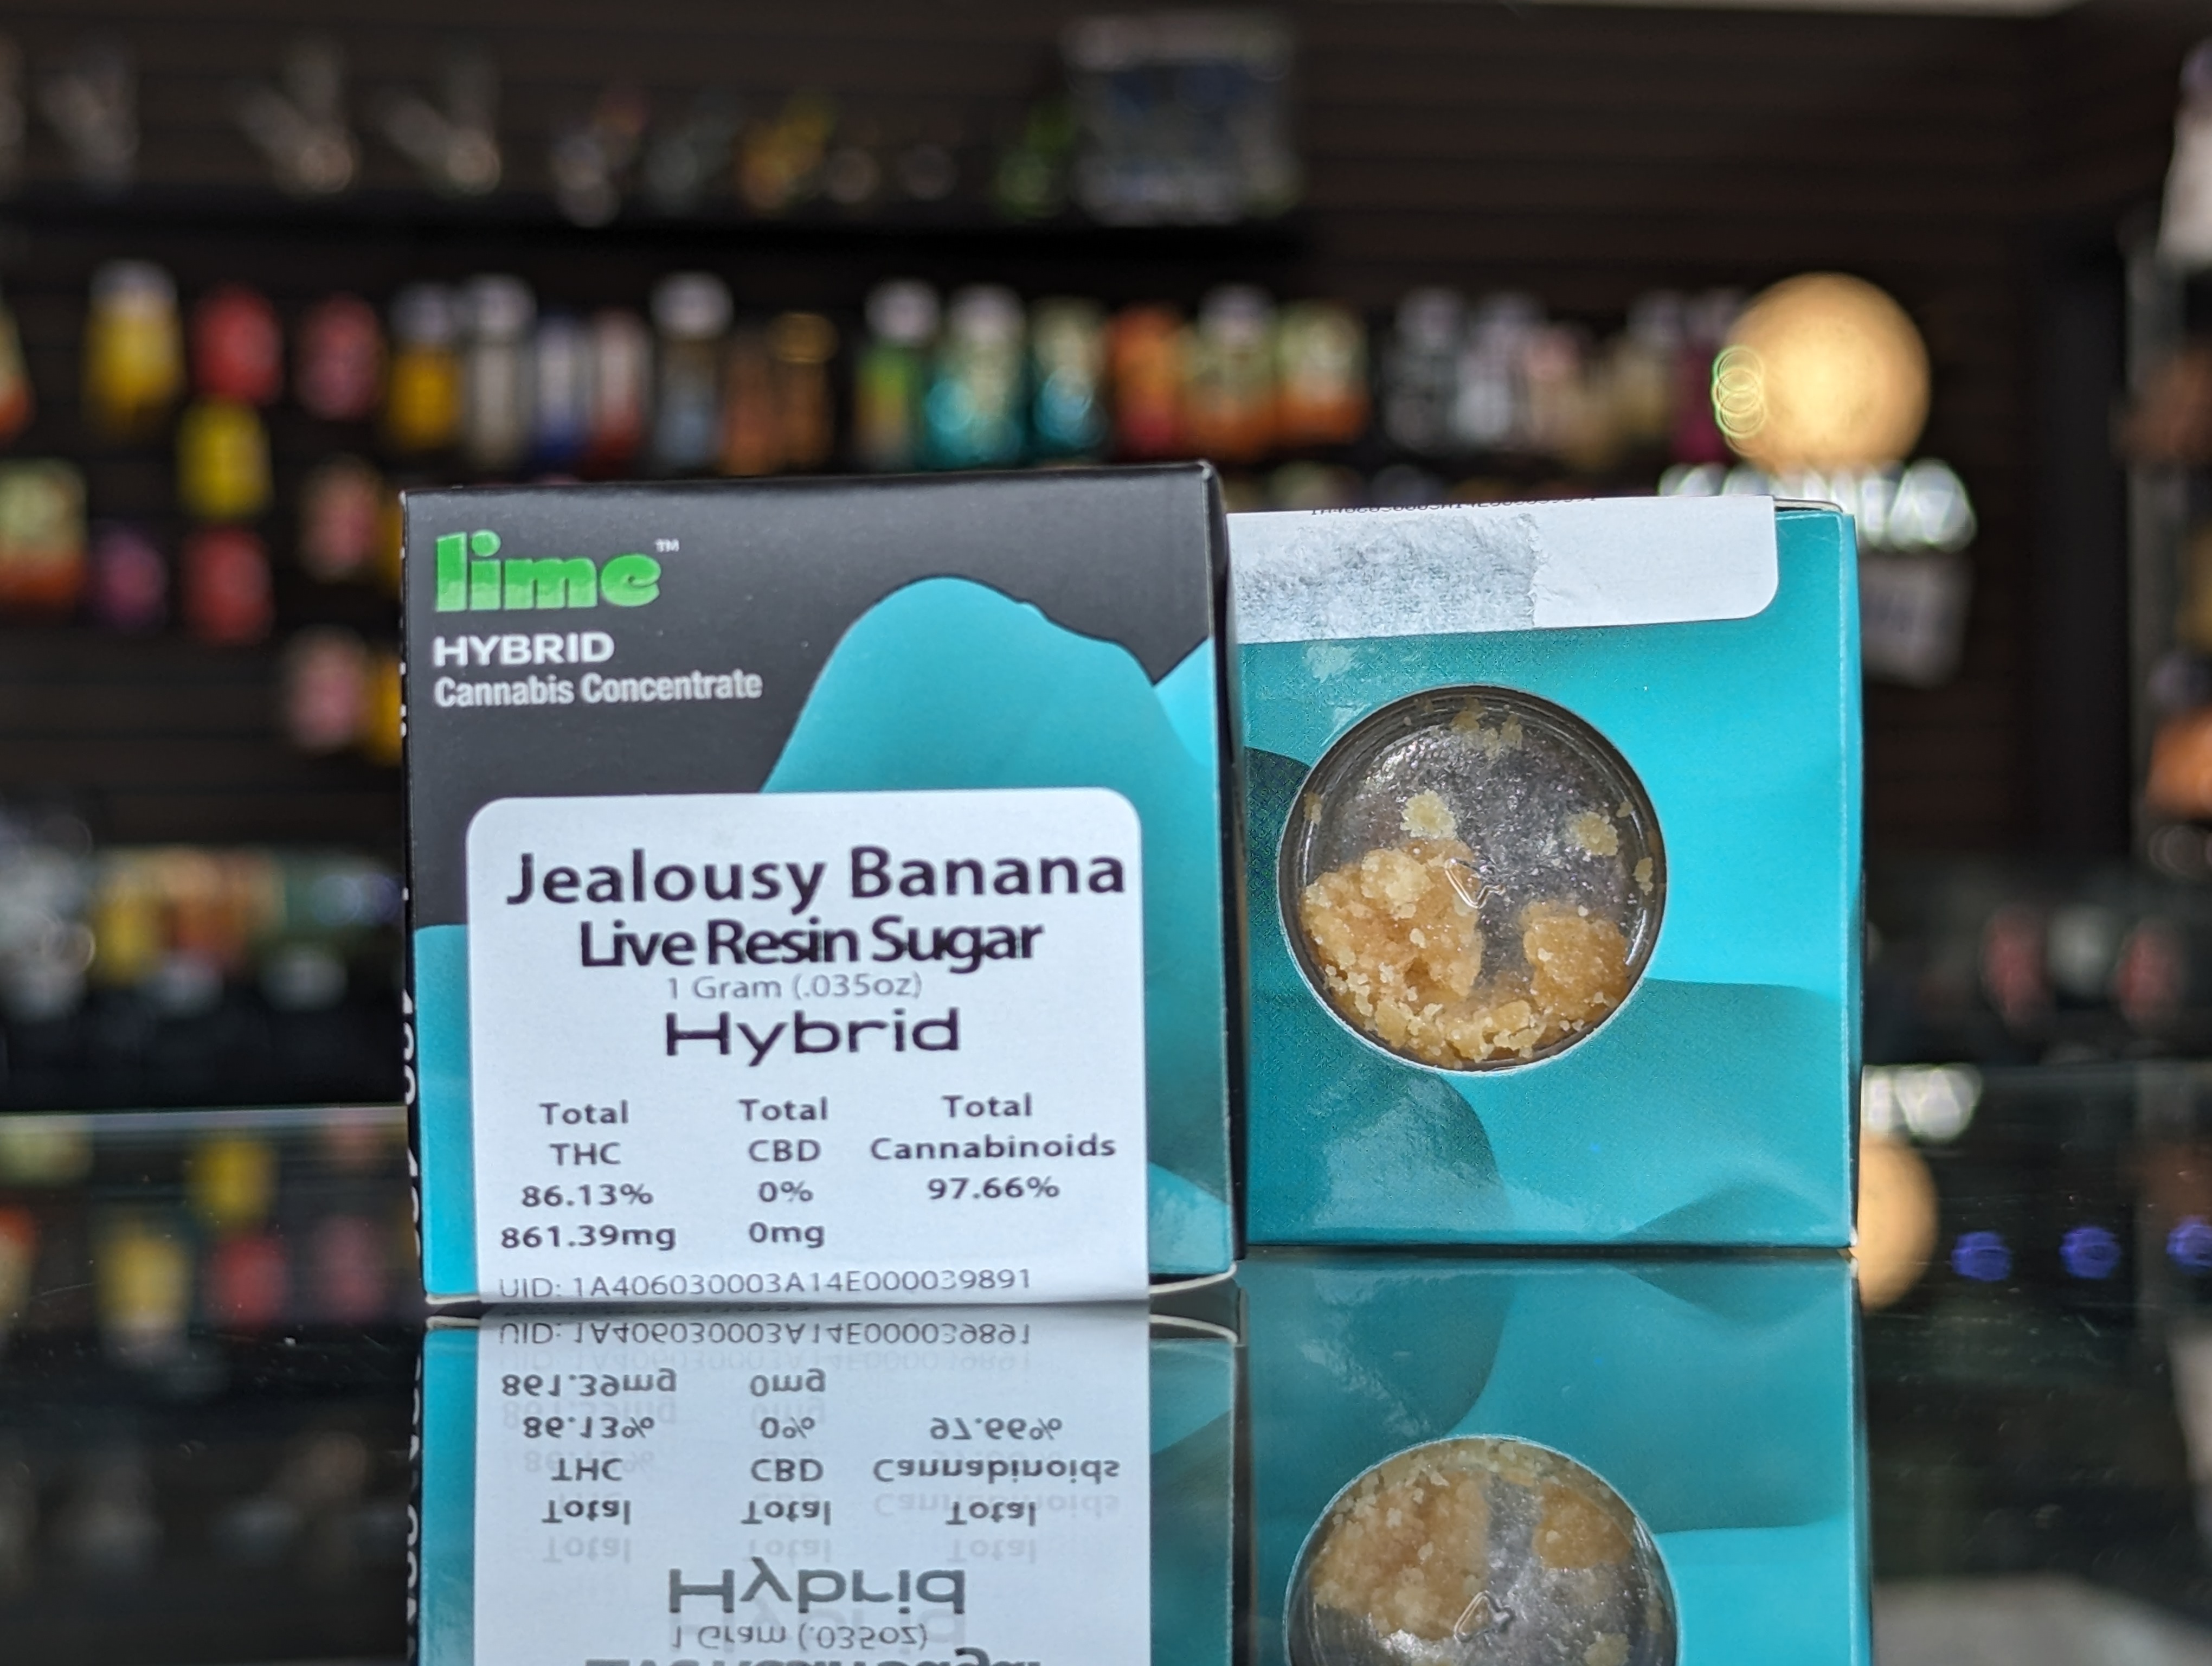 lime™
HYBRID
Cannabis Concentrate
Jealousy Banana
Live Resin Sugar
1 Gram (.035oz)
Hybrid
Total THC 86.13% 861.39mg
Total CBD 0% 0mg
Total Cannabinoids 97.66%
UID: 1A406030003A14E000039891